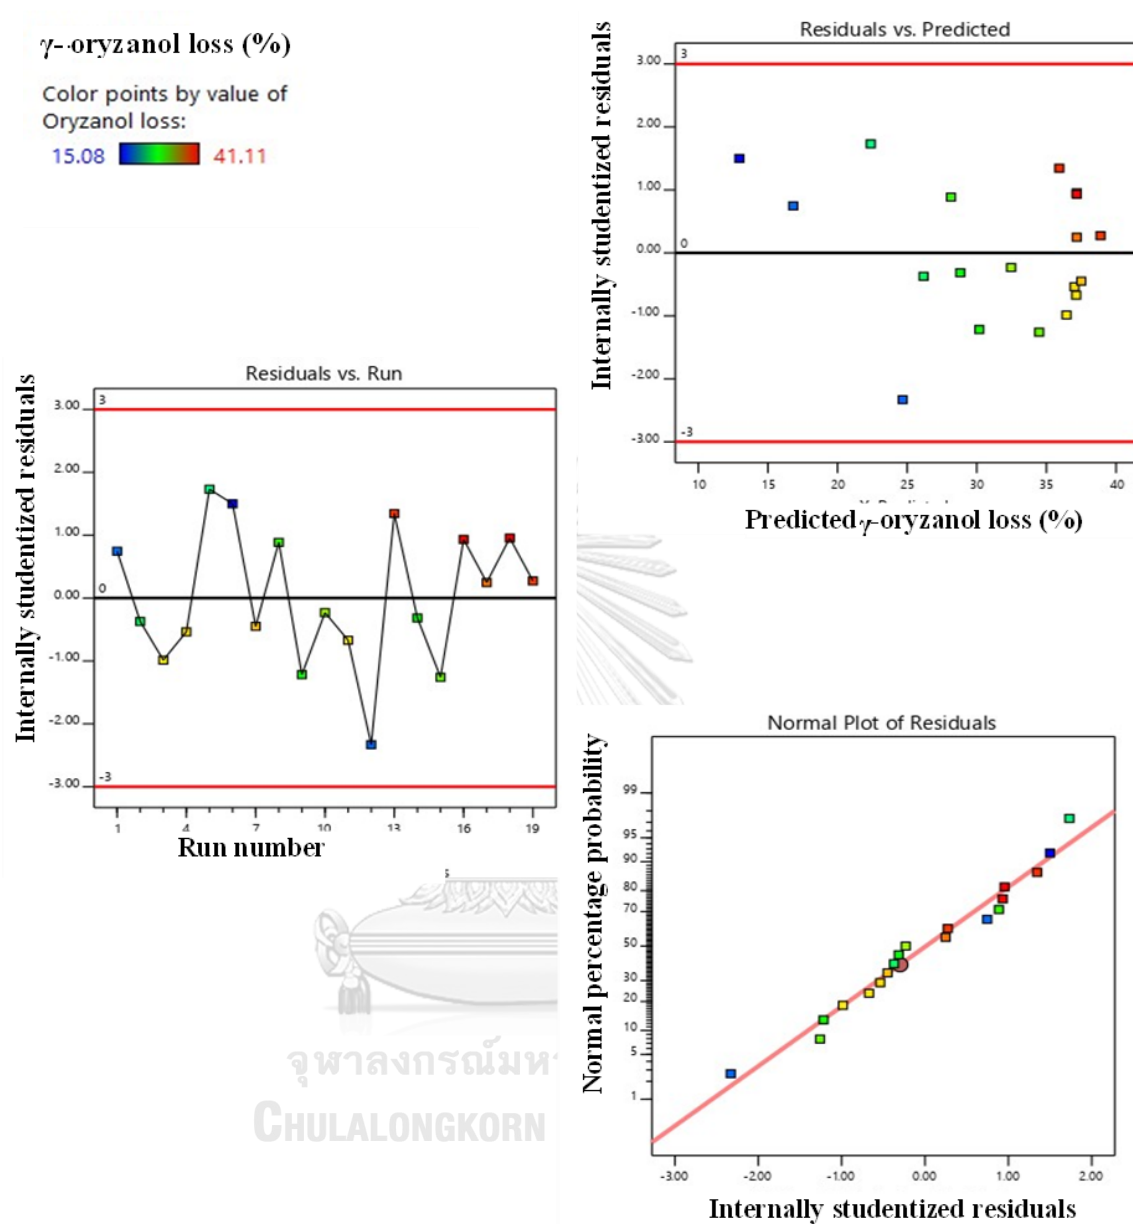 γ--oryzanol loss (%)
Color points by value of
Oryzanol loss:
15.08 41.11
Residuals vs. Predicted
Internally studentized residuals
3.00
2.00
1.00
0.00
-1.00
-2.00
-3.00
3
0
-3
10 15 20 25 30 35 40
Predicted γ-oryzanol loss (%)
Residuals vs. Run
Internally studentized residuals
3.00
2.00
1.00
0.00
-1.00
-2.00
-3.00
3
0
-3
1 4 7 10 13 16 19
Run number
Normal Plot of Residuals
Normal percentage probability
99
95
90
80
70
50
30
20
10
5
1
-3.00 -2.00 -1.00 0.00 1.00 2.00
Internally studentized residuals
จุฬาลงกรณ์มห
CHULALONGKORN